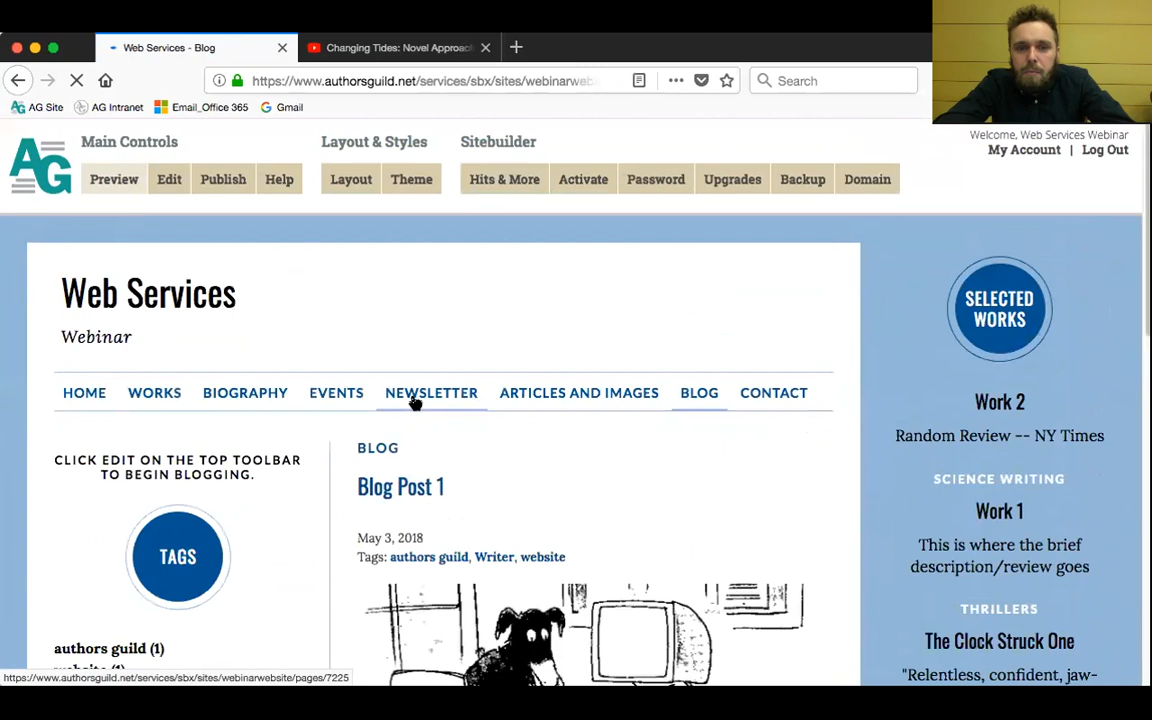 Web Services - Blog
Changing Tides: Novel Approac
https://www.authorsguild.net/services/sbx/sites/webinarweb
Search
AG Site
AG Intranet
Email_Office 365
Gmail
Welcome, Web Services Webinar
My Account | Log Out
AG
Main Controls
Layout & Styles
Sitebuilder
Preview
Edit
Publish
Help
Layout
Theme
Hits & More
Activate
Password
Upgrades
Backup
Domain
Web Services
Webinar
HOME
WORKS
BIOGRAPHY
EVENTS
NEWSLETTER
ARTICLES AND IMAGES
BLOG
CONTACT
CLICK EDIT ON THE TOP TOOLBAR
TO BEGIN BLOGGING.
TAGS
authors guild (1)
website (1)
BLOG
Blog Post 1
May 3, 2018
Tags: authors guild, Writer, website
SELECTED
WORKS
Work 2
Random Review -- NY Times
SCIENCE WRITING
Work 1
This is where the brief
description/review goes
THRILLERS
The Clock Struck One
"Relentless, confident, jaw-
https://www.authorsguild.net/services/sbx/sites/webinarwebsite/pages/7225